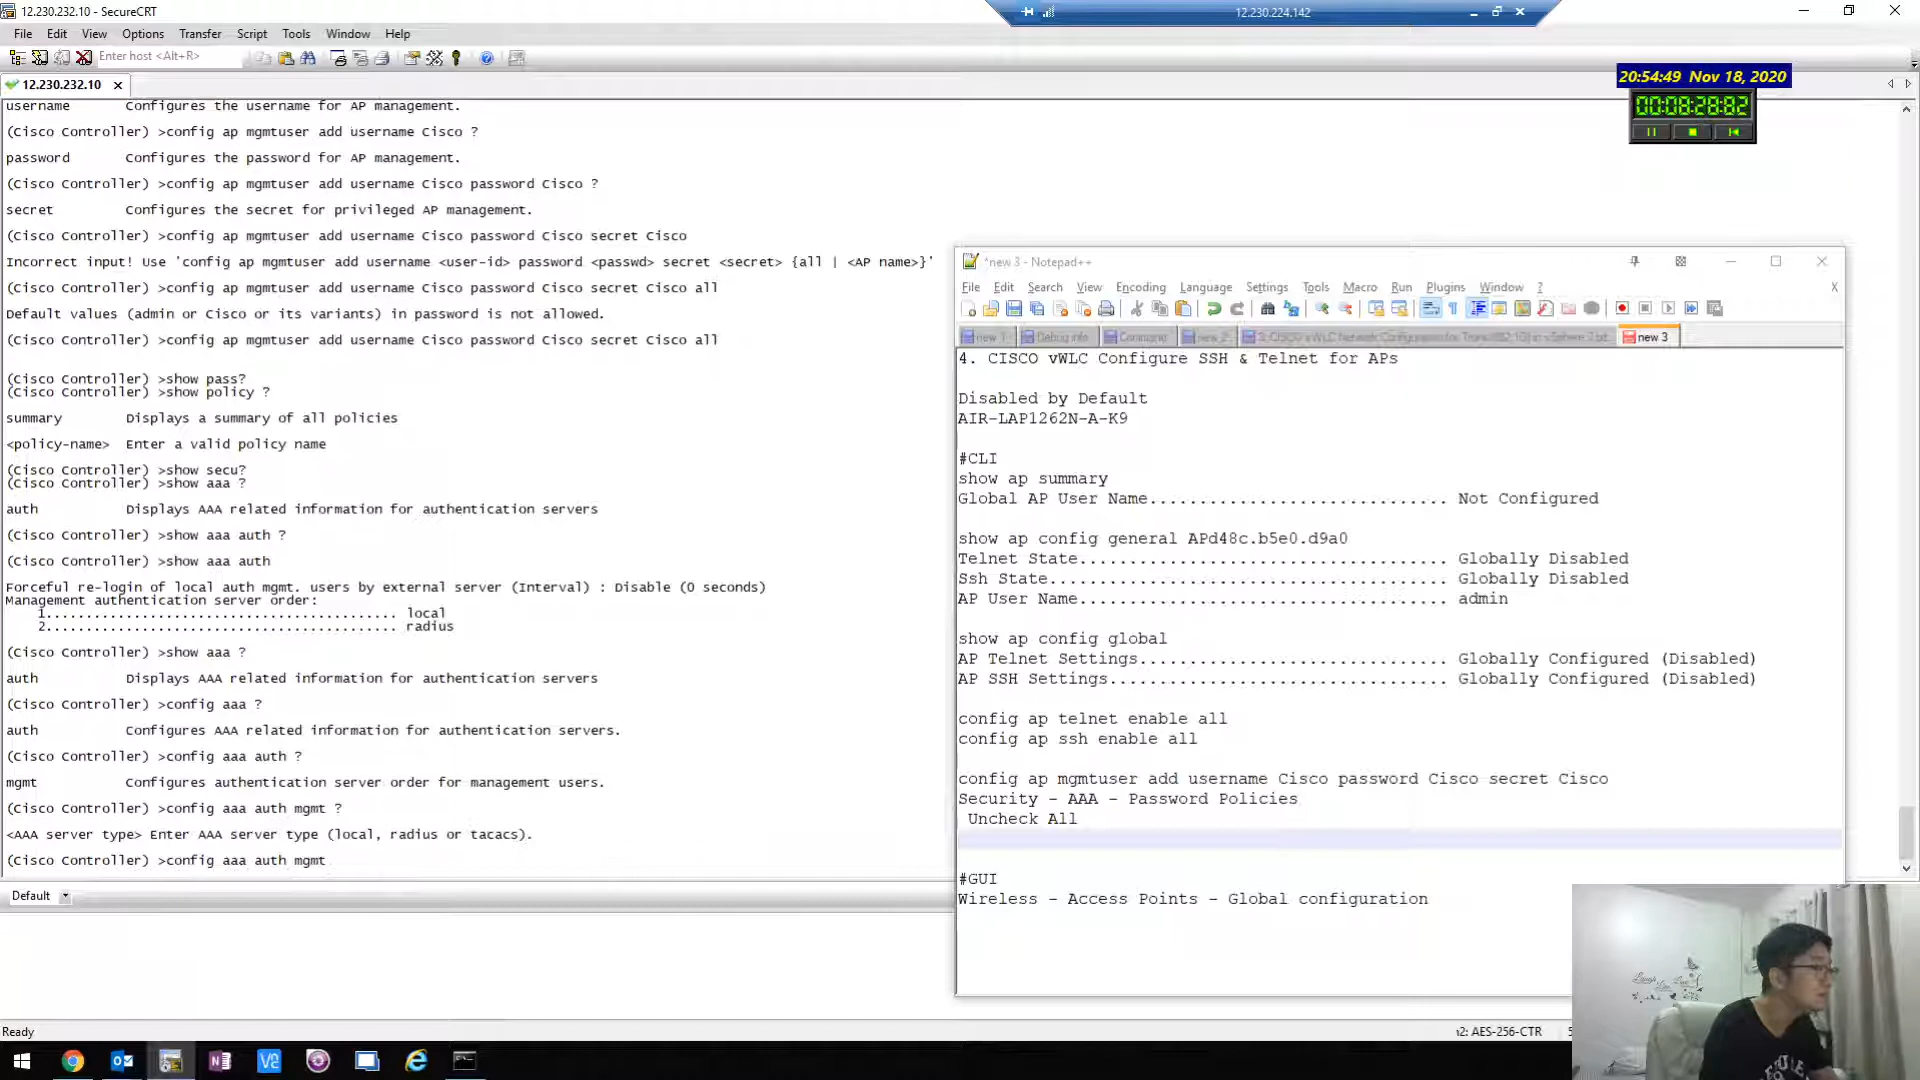 12.230.232.10 - SecureCRT
12.230.224.142
File Edit View Options Transfer Script Tools Window Help
Enter host <Alt+R>
12.230.232.10
20:54:49 Nov 18, 2020
00:08:28:82
username Configures the username for AP management.
(Cisco Controller) >config ap mgmtuser add username Cisco ?
password Configures the password for AP management.
(Cisco Controller) >config ap mgmtuser add username Cisco password Cisco ?
secret Configures the secret for privileged AP management.
(Cisco Controller) >config ap mgmtuser add username Cisco password Cisco secret Cisco
Incorrect input! Use 'config ap mgmtuser add username <user-id> password <passwd> secret <secret> {all | <AP name>}'
(Cisco Controller) >config ap mgmtuser add username Cisco password Cisco secret Cisco all
Default values (admin or Cisco or its variants) in password is not allowed.
(Cisco Controller) >config ap mgmtuser add username Cisco password Cisco secret Cisco all
(Cisco Controller) >show pass?
(Cisco Controller) >show policy ?
summary Displays a summary of all policies
<policy-name> Enter a valid policy name
(Cisco Controller) >show secu?
(Cisco Controller) >show aaa ?
auth Displays AAA related information for authentication servers
(Cisco Controller) >show aaa auth ?
(Cisco Controller) >show aaa auth
Forceful re-login of local auth mgmt. users by external server (Interval) : Disable (0 seconds)
Management authentication server order:
1............................................ local
2............................................ radius
(Cisco Controller) >show aaa ?
auth Displays AAA related information for authentication servers
(Cisco Controller) >config aaa ?
auth Configures AAA related information for authentication servers.
(Cisco Controller) >config aaa auth ?
mgmt Configures authentication server order for management users.
(Cisco Controller) >config aaa auth mgmt ?
<AAA server type> Enter AAA server type (local, radius or tacacs).
(Cisco Controller) >config aaa auth mgmt
Default
Ready
*new 3 - Notepad++
File Edit Search View Encoding Language Settings Tools Macro Run Plugins Window ? X
new 1 Debug info new 2 new 3
4. CISCO vWLC Configure SSH & Telnet for APs
Disabled by Default
AIR-LAP1262N-A-K9
#CLI
show ap summary
Global AP User Name.............................. Not Configured
show ap config general APd48c.b5e0.d9a0
Telnet State..................................... Globally Disabled
Ssh State........................................ Globally Disabled
AP User Name..................................... admin
show ap config global
AP Telnet Settings............................... Globally Configured (Disabled)
AP SSH Settings.................................. Globally Configured (Disabled)
config ap telnet enable all
config ap ssh enable all
config ap mgmtuser add username Cisco password Cisco secret Cisco
Security - AAA - Password Policies
Uncheck All
#GUI
Wireless - Access Points - Global configuration
AES-256-CTR